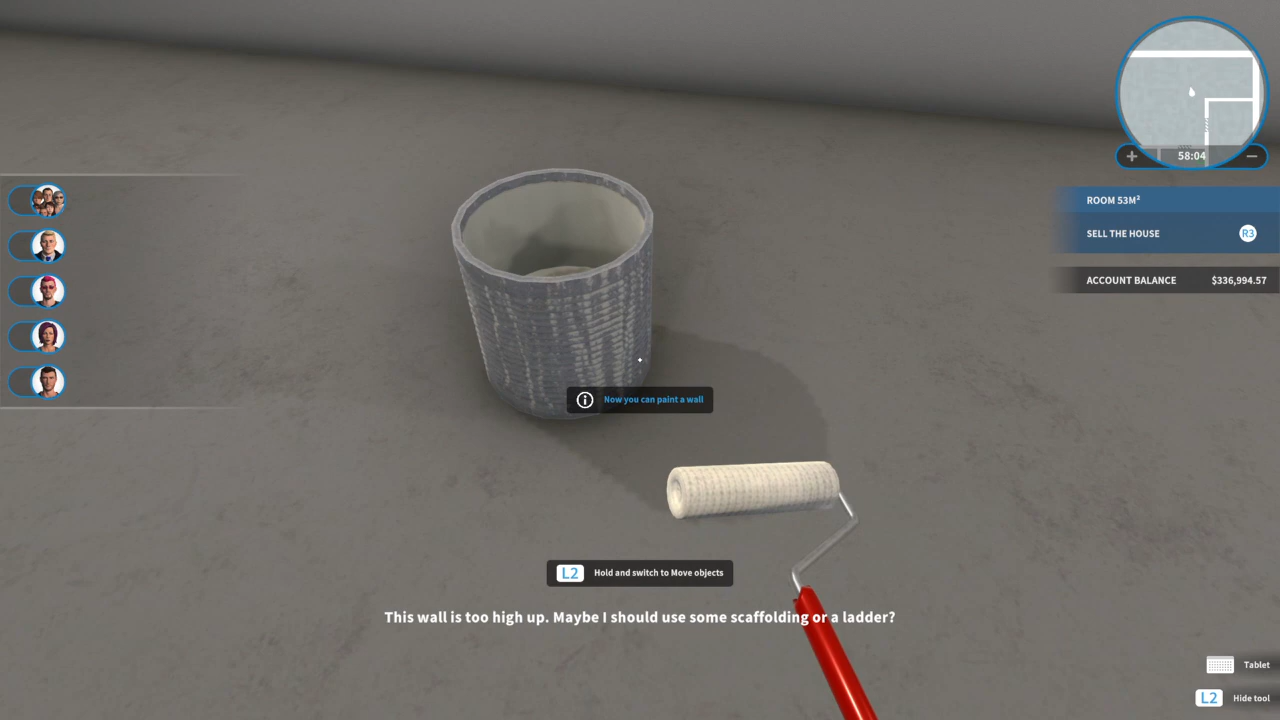 58:04
ROOM 53M²
SELL THE HOUSE R3
ACCOUNT BALANCE $336,994.57
Now you can paint a wall
L2 Hold and switch to Move objects
This wall is too high up. Maybe I should use some scaffolding or a ladder?
Tablet
L2 Hide tool